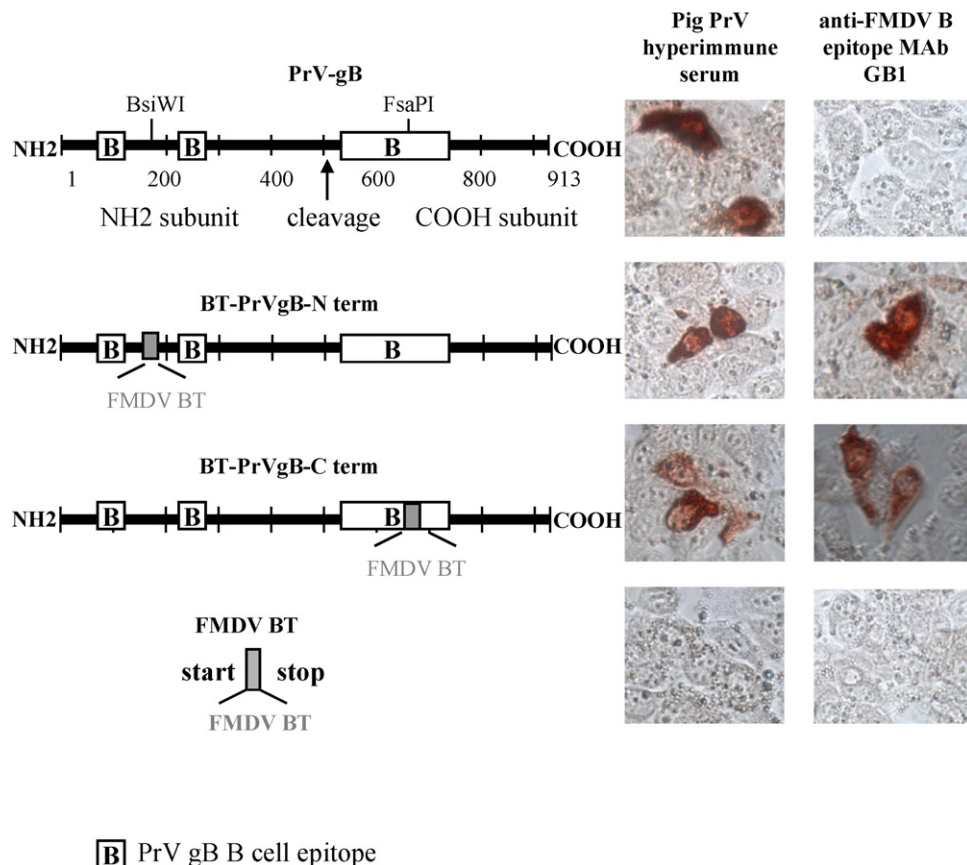 Pig PrV hyperimmune serum
anti-FMDV B epitope MAb GB1
PrV-gB
BsiWI FsaPI
NH2 B B B COOH
1 200 400 600 800 913
NH2 subunit cleavage COOH subunit
BT-PrVgB-N term
NH2 B B B COOH
FMDV BT
BT-PrVgB-C term
NH2 B B B COOH
FMDV BT
FMDV BT
start stop
FMDV BT
B PrV gB B cell epitope